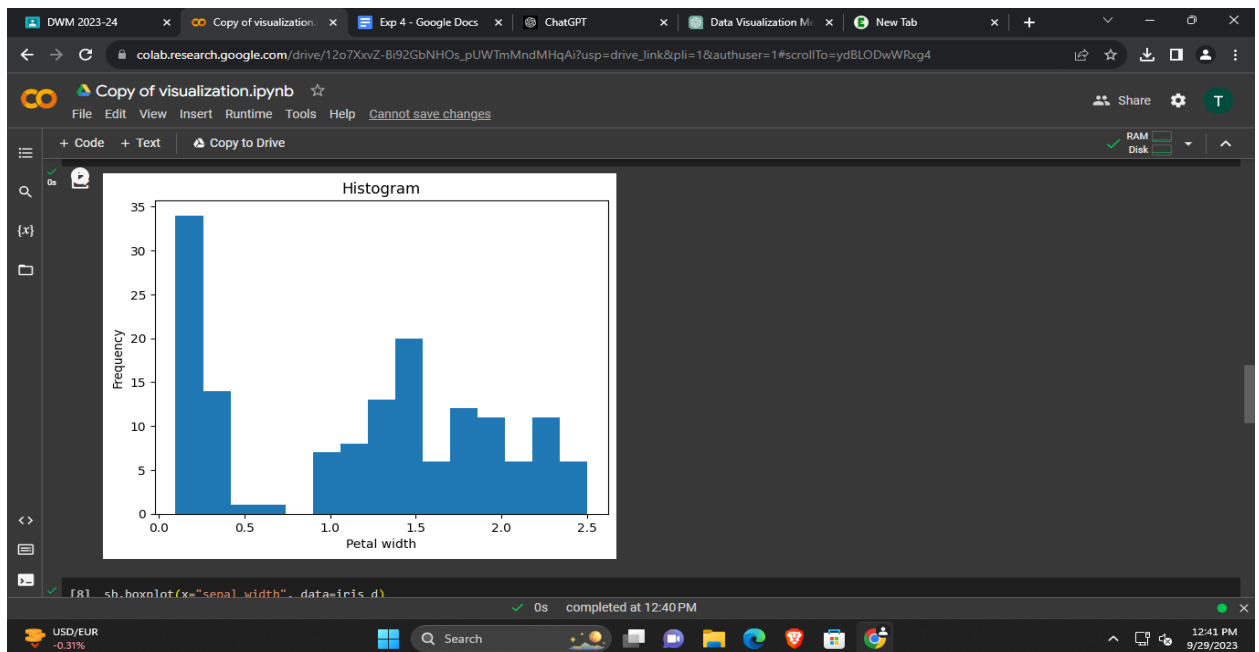 DWM 2023-24
Copy of visualization.
Exp 4 - Google Docs
ChatGPT
Data Visualization Me
New Tab
colab.research.google.com/drive/12o7XxvZ-Bi92GbNHOs_pUWTmMndMHqAi?usp=drive_link&pli=1&authuser=1#scrollTo=ydBLODwWRxg4
Copy of visualization.ipynb
File Edit View Insert Runtime Tools Help Cannot save changes
Share
T
+ Code + Text Copy to Drive
RAM
Disk
0s
{x}
Histogram
35
30
25
20
15
10
5
0
Frequency
0.0 0.5 1.0 1.5 2.0 2.5
Petal width
[8] sh.boxplot(x="sepal_width", data=iris_d)
0s completed at 12:40 PM
USD/EUR
-0.31%
Search
12:41 PM
9/29/2023